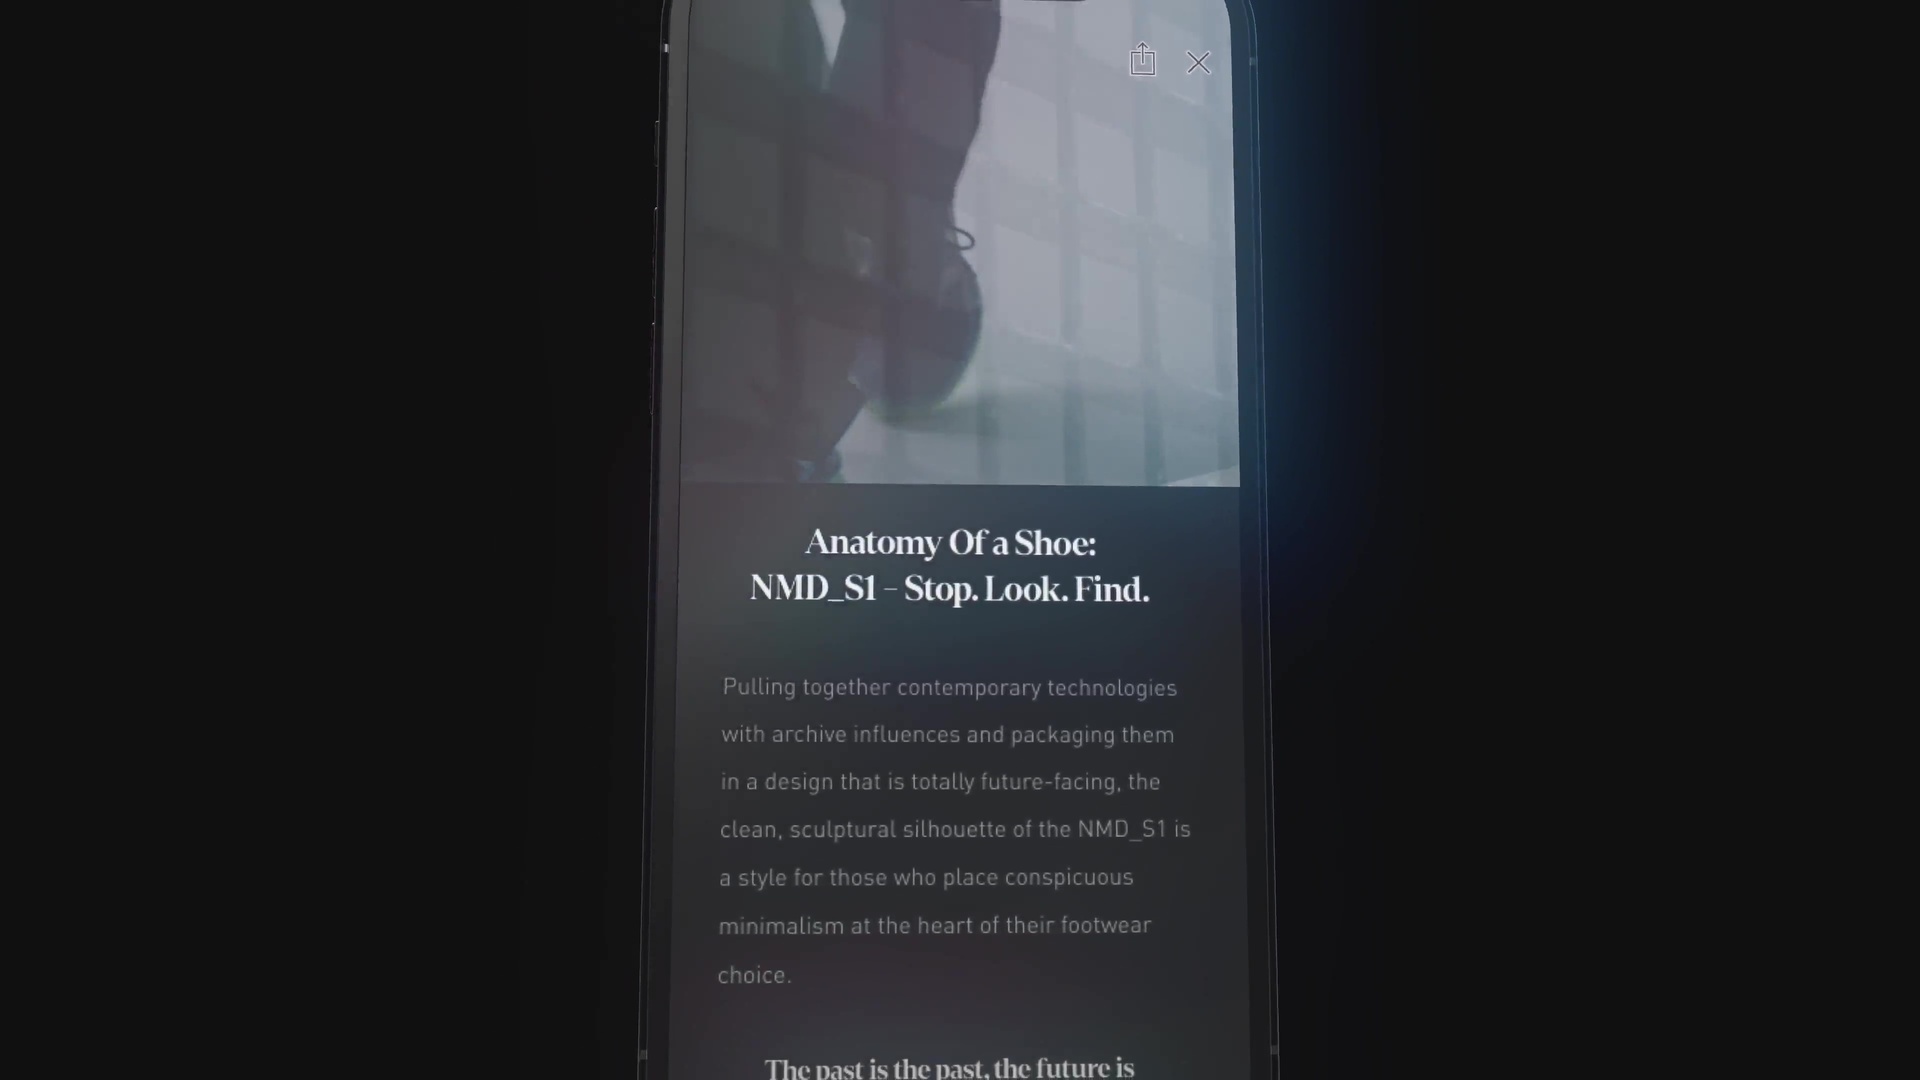 Anatomy Of a Shoe:
NMD_S1 – Stop. Look. Find.
Pulling together contemporary technologies
with archive influences and packaging them
in a design that is totally future-facing, the
clean, sculptural silhouette of the NMD_S1 is
a style for those who place conspicuous
minimalism at the heart of their footwear
choice.
The past is the past, the future is